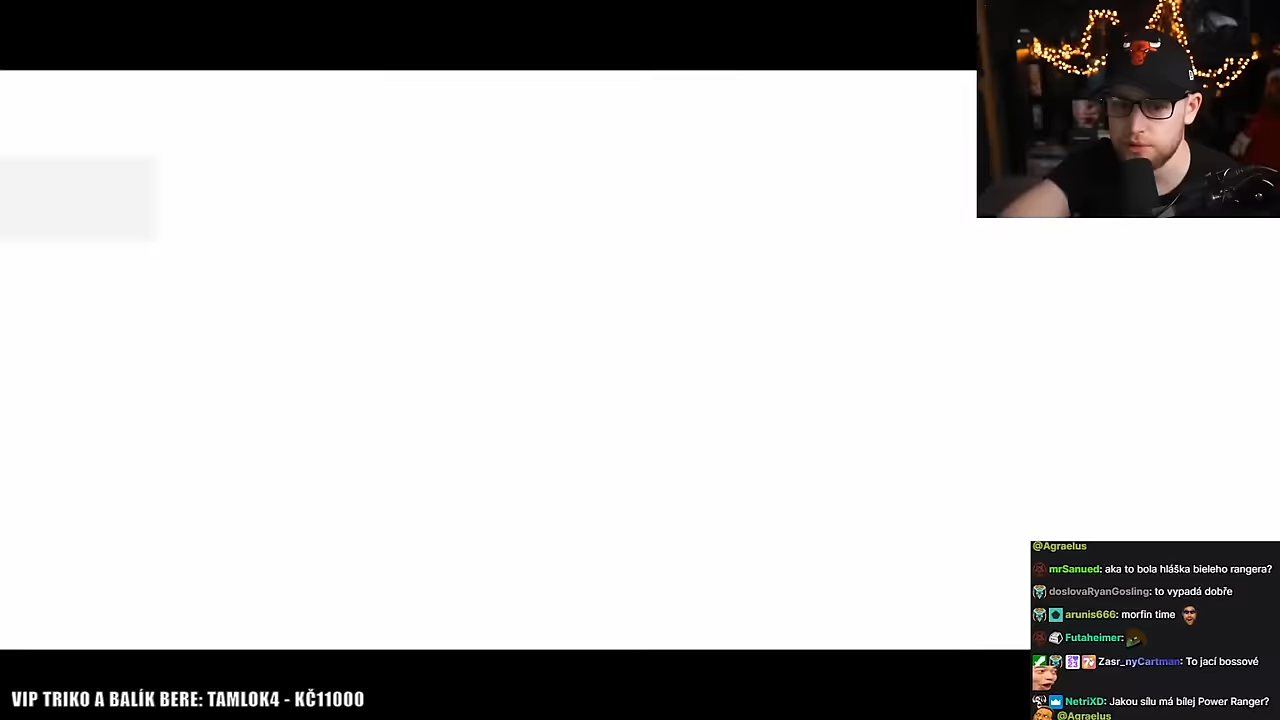 @Agraelus
mrSanued: aka to bola hláška bieleho rangera?
doslovaRyanGosling: to vypadá dobře
arunis666: morfin time
Futaheimer:
Zasr_nyCartman: To jací bossové
NetriXD: Jakou sílu má bílej Power Ranger?
@Agraelus
VIP TRIKO A BALÍK BERE: TAMLOK4 - KČ11000